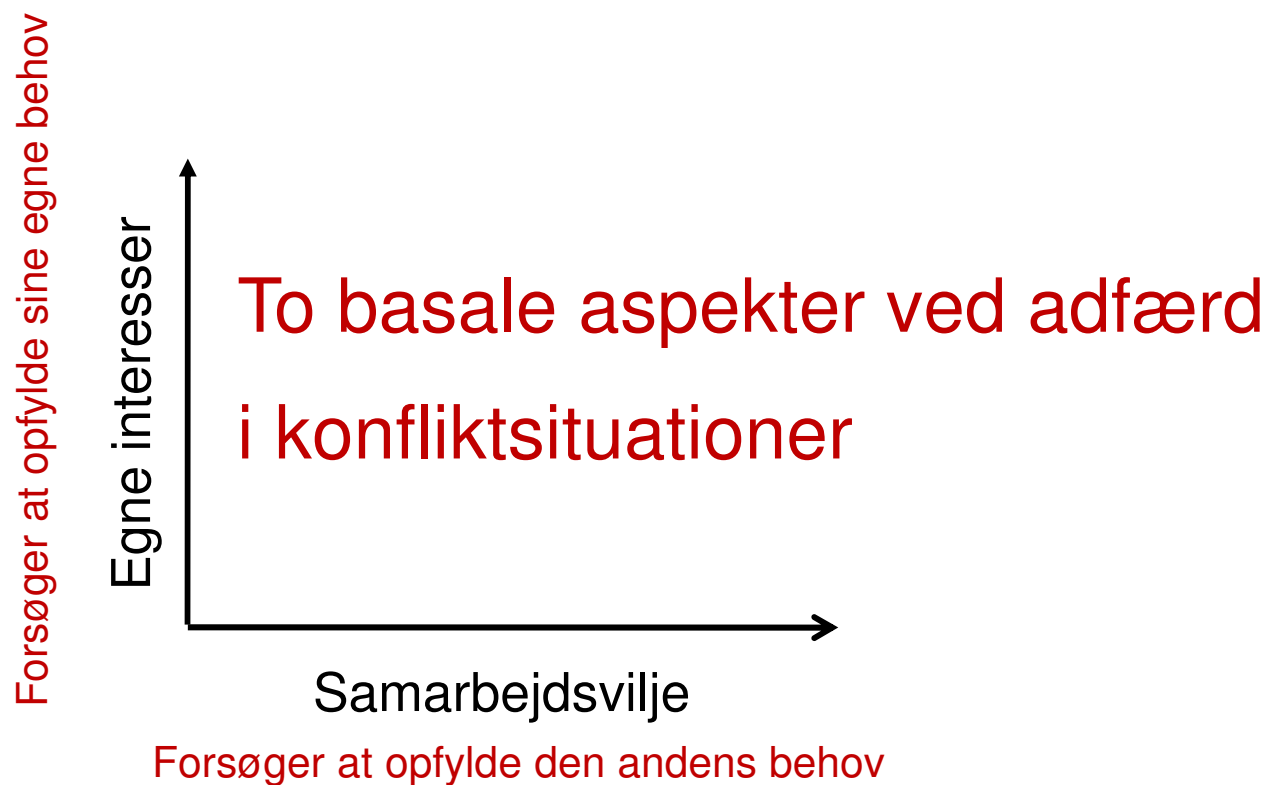 Forsøger at opfylde sine egne behov
Egne interesser
To basale aspekter ved adfærd
i konfliktsituationer
Samarbejdsvilje
Forsøger at opfylde den andens behov